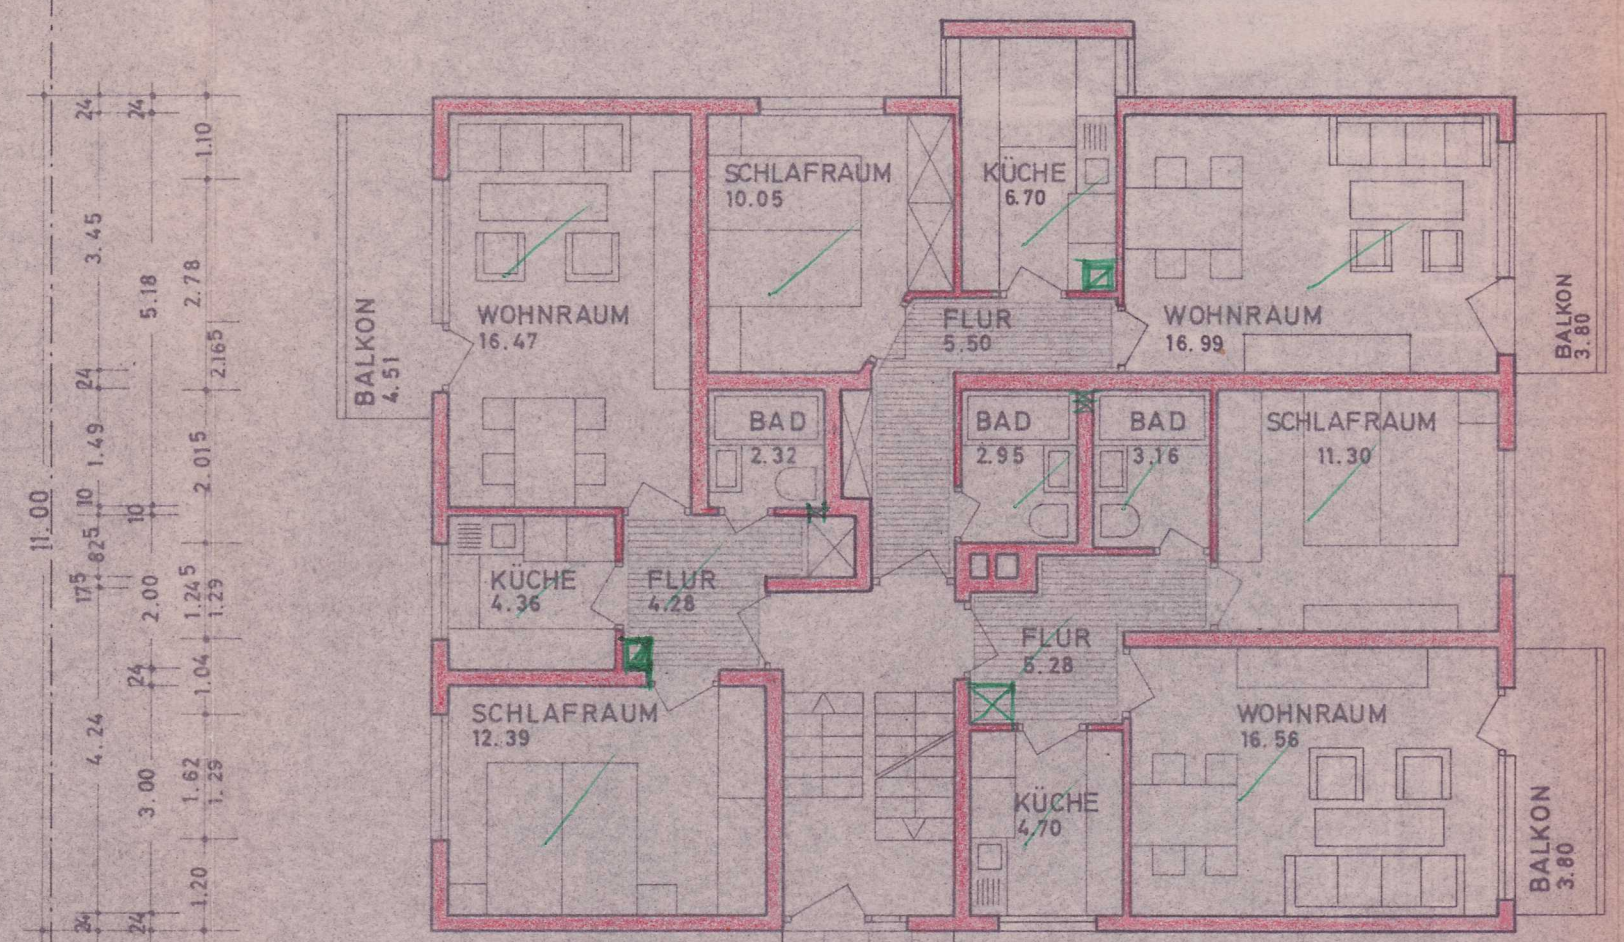 24
24
1.10
3.45
5.18
2.78
2.165
24
1.49
2.015
10
10
11.00
825
175
2.00
1.245
1.29
24
1.04
4.24
3.00
1.62
1.29
1.20
24
24
BALKON
4.51
WOHNRAUM
16.47
SCHLAFRAUM
10.05
KÜCHE
6.70
FLUR
5.50
WOHNRAUM
16.99
BALKON
3.80
BAD
2.32
BAD
2.95
BAD
3.16
SCHLAFRAUM
11.30
KÜCHE
4.36
FLUR
4.28
FLUR
5.28
SCHLAFRAUM
12.39
KÜCHE
4.70
WOHNRAUM
16.56
BALKON
3.80